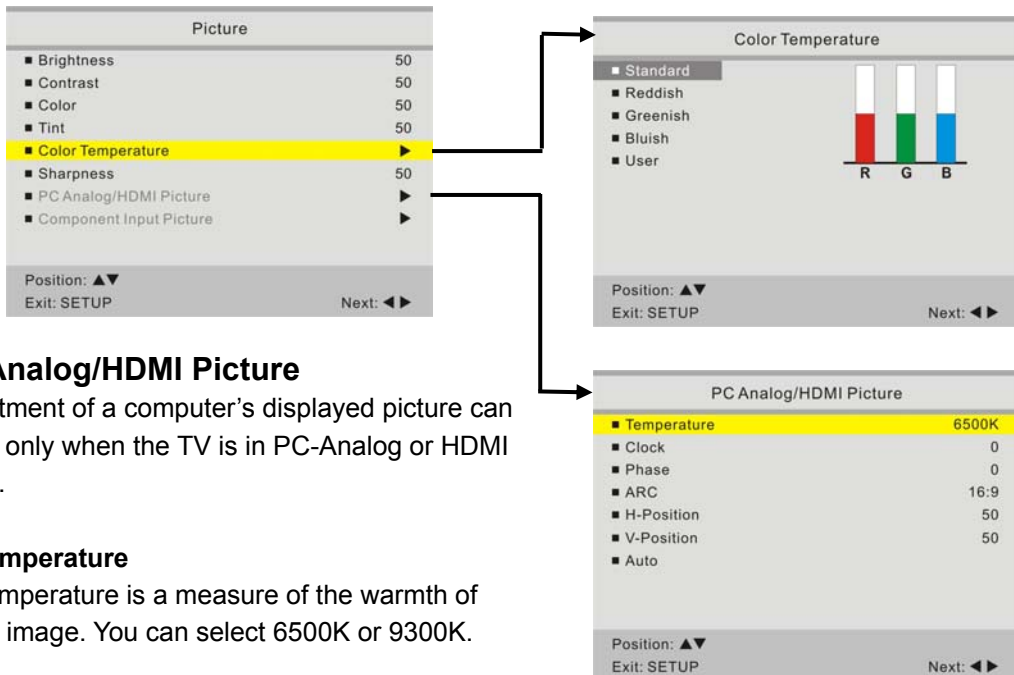 Picture
■ Brightness 50
■ Contrast 50
■ Color 50
■ Tint 50
■ Color Temperature ▶
■ Sharpness 50
■ PC Analog/HDMI Picture ▶
■ Component Input Picture ▶
Position: ▲▼
Exit: SETUP Next: ◀ ▶
Color Temperature
■ Standard
■ Reddish
■ Greenish
■ Bluish
■ User
R G B
Position: ▲▼
Exit: SETUP Next: ◀ ▶
Analog/HDMI Picture
tment of a computer’s displayed picture can
only when the TV is in PC-Analog or HDMI
.
mperature
mperature is a measure of the warmth of
image. You can select 6500K or 9300K.
PC Analog/HDMI Picture
■ Temperature 6500K
■ Clock 0
■ Phase 0
■ ARC 16:9
■ H-Position 50
■ V-Position 50
■ Auto
Position: ▲▼
Exit: SETUP Next: ◀ ▶